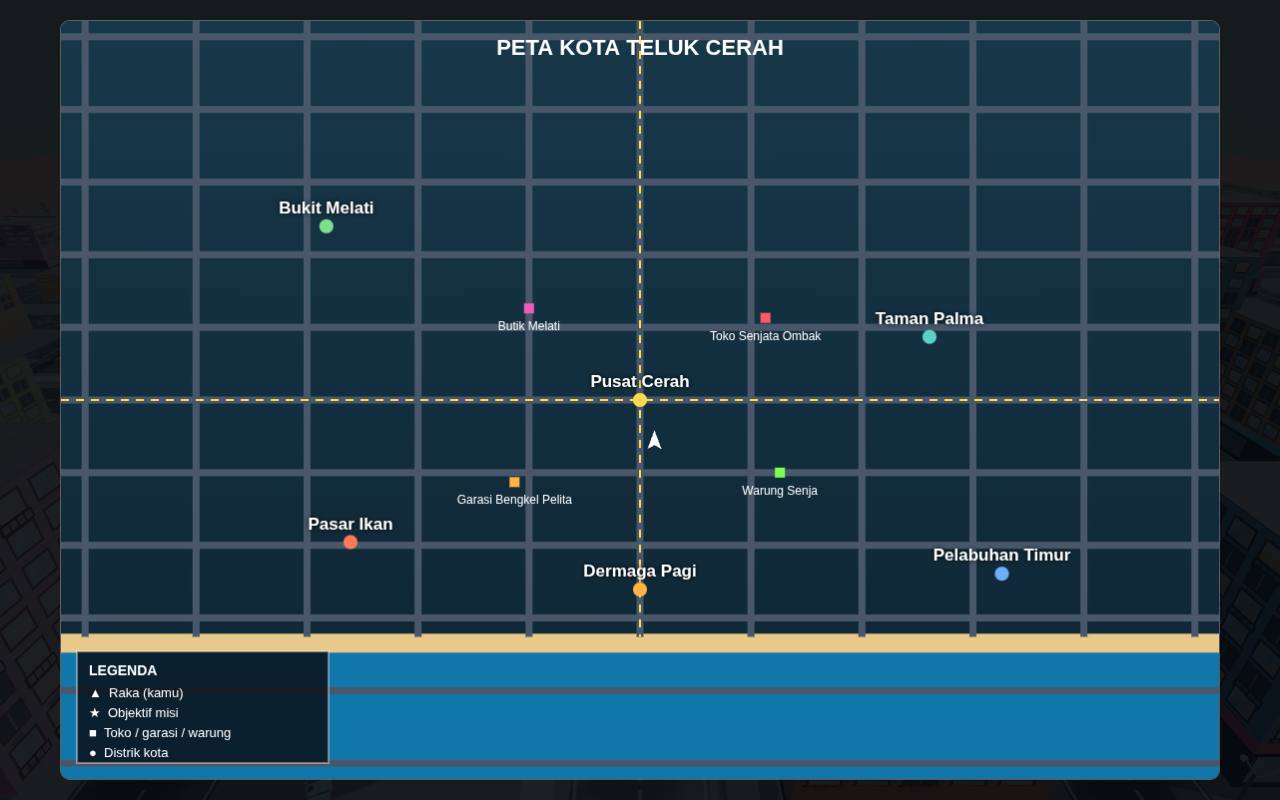 PETA KOTA TELUK CERAH
Bukit Melati
Butik Melati
Toko Senjata Ombak
Taman Palma
Pusat Cerah
Garasi Bengkel Pelita
Warung Senja
Pasar Ikan
Dermaga Pagi
Pelabuhan Timur
LEGENDA
▲ Raka (kamu)
★ Objektif misi
■ Toko / garasi / warung
● Distrik kota